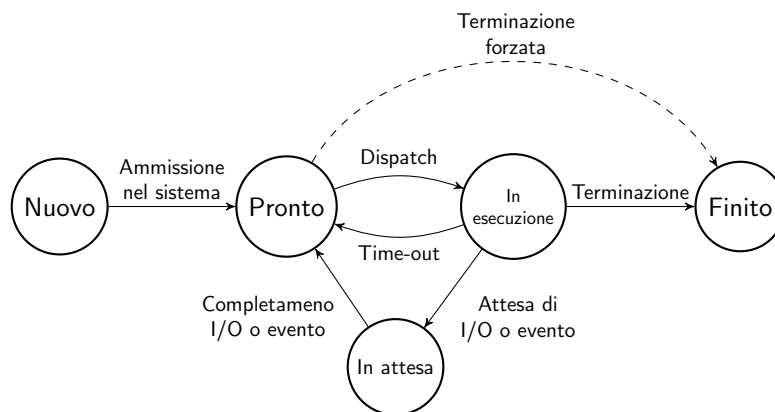 Terminazione
forzata
Ammissione
nel sistema
Dispatch
Nuovo
Pronto
In
esecuzione
Terminazione
Finito
Time-out
Completameno
I/O o evento
Attesa di
I/O o evento
In attesa